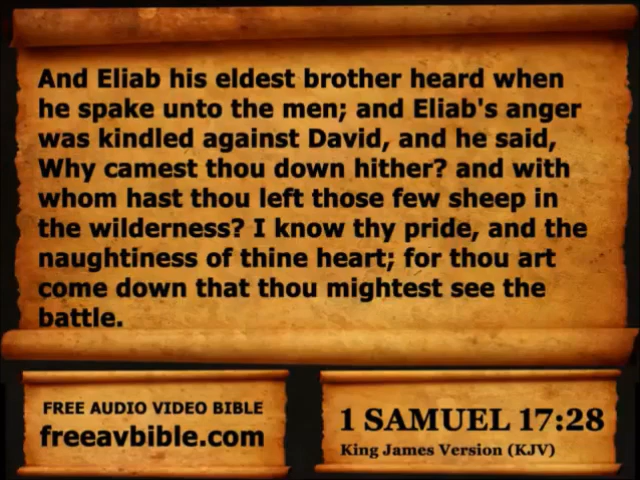 And Eliab his eldest brother heard when
he spake unto the men; and Eliab's anger
was kindled against David, and he said,
Why camest thou down hither? and with
whom hast thou left those few sheep in
the wilderness? I know thy pride, and the
naughtiness of thine heart; for thou art
come down that thou mightest see the
battle.
FREE AUDIO VIDEO BIBLE
freeavbible.com
1 SAMUEL 17:28
King James Version (KJV)